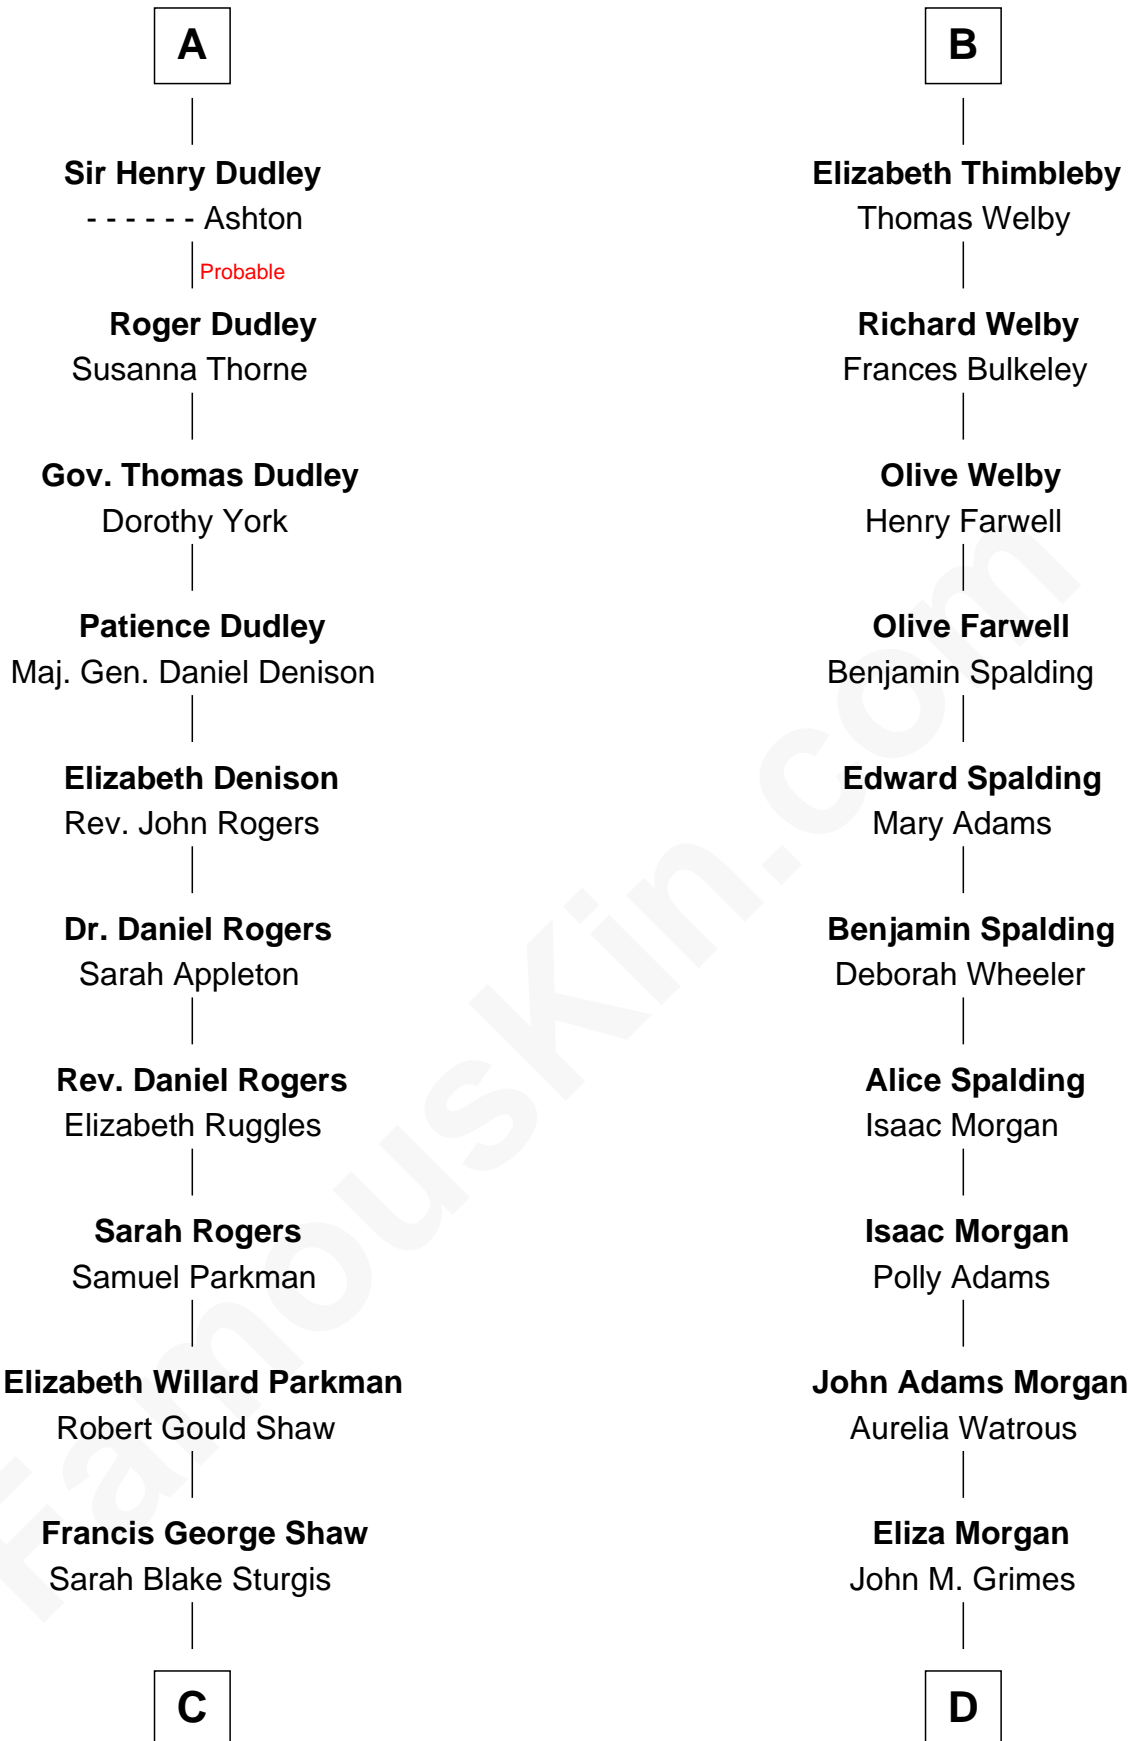 A
Sir Henry Dudley
- - - - - - Ashton
Probable
Roger Dudley
Susanna Thorne
Gov. Thomas Dudley
Dorothy York
Patience Dudley
Maj. Gen. Daniel Denison
Elizabeth Denison
Rev. John Rogers
Dr. Daniel Rogers
Sarah Appleton
Rev. Daniel Rogers
Elizabeth Ruggles
Sarah Rogers
Samuel Parkman
Elizabeth Willard Parkman
Robert Gould Shaw
Francis George Shaw
Sarah Blake Sturgis
C
B
Elizabeth Thimbleby
Thomas Welby
Richard Welby
Frances Bulkeley
Olive Welby
Henry Farwell
Olive Farwell
Benjamin Spalding
Edward Spalding
Mary Adams
Benjamin Spalding
Deborah Wheeler
Alice Spalding
Isaac Morgan
Isaac Morgan
Polly Adams
John Adams Morgan
Aurelia Watrous
Eliza Morgan
John M. Grimes
D
FamousKin.com